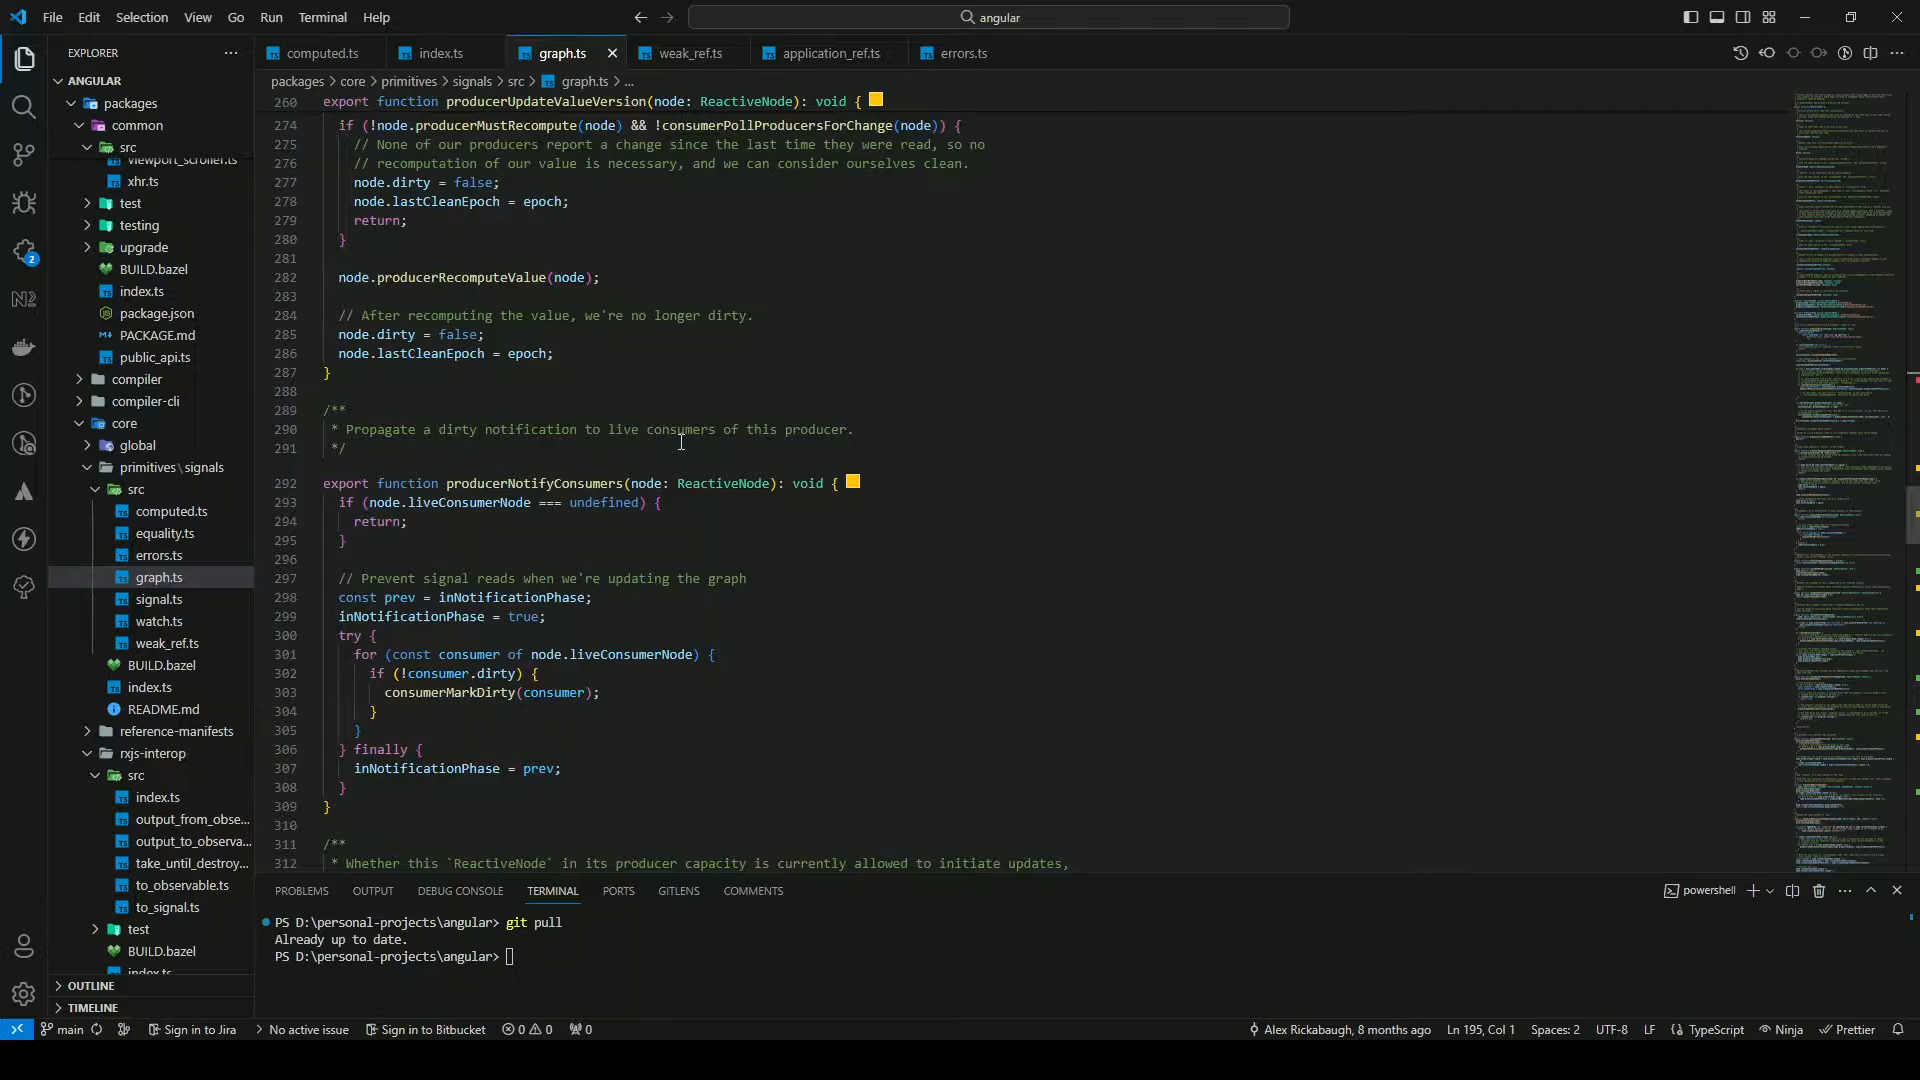 File Edit Selection View Go Run Terminal Help
angular
EXPLORER
computed.ts
index.ts
graph.ts
weak_ref.ts
application_ref.ts
errors.ts
ANGULAR
packages > core > primitives > signals > src > graph.ts > ...
packages
common
src
viewport_scroller.ts
xhr.ts
test
testing
upgrade
BUILD.bazel
index.ts
package.json
PACKAGE.md
public_api.ts
compiler
compiler-cli
core
global
primitives\signals
src
computed.ts
equality.ts
errors.ts
graph.ts
signal.ts
watch.ts
weak_ref.ts
BUILD.bazel
index.ts
README.md
reference-manifests
rxjs-interop
src
index.ts
output_from_obse...
output_to_observa...
take_until_destroy...
to_observable.ts
to_signal.ts
test
BUILD.bazel
index.ts
OUTLINE
TIMELINE
2
260 export function producerUpdateValueVersion(node: ReactiveNode): void {
274 if (!node.producerMustRecompute(node) && !consumerPollProducersForChange(node)) {
275 // None of our producers report a change since the last time they were read, so no
276 // recomputation of our value is necessary, and we can consider ourselves clean.
277 node.dirty = false;
278 node.lastCleanEpoch = epoch;
279 return;
280 }
281
282 node.producerRecomputeValue(node);
283
284 // After recomputing the value, we're no longer dirty.
285 node.dirty = false;
286 node.lastCleanEpoch = epoch;
287 }
288
289 /**
290 * Propagate a dirty notification to live consumers of this producer.
291 */
292 export function producerNotifyConsumers(node: ReactiveNode): void {
293 if (node.liveConsumerNode === undefined) {
294 return;
295 }
296
297 // Prevent signal reads when we're updating the graph
298 const prev = inNotificationPhase;
299 inNotificationPhase = true;
300 try {
301 for (const consumer of node.liveConsumerNode) {
302 if (!consumer.dirty) {
303 consumerMarkDirty(consumer);
304 }
305 }
306 } finally {
307 inNotificationPhase = prev;
308 }
309 }
310
311 /**
312 * Whether this `ReactiveNode` in its producer capacity is currently allowed to initiate updates,
PROBLEMS OUTPUT DEBUG CONSOLE TERMINAL PORTS GITLENS COMMENTS
powershell
PS D:\personal-projects\angular> git pull
Already up to date.
PS D:\personal-projects\angular>
main Sign in to Jira No active issue Sign in to Bitbucket 0 0 0
Alex Rickabaugh, 8 months ago Ln 195, Col 1 Spaces: 2 UTF-8 LF TypeScript Ninja Prettier